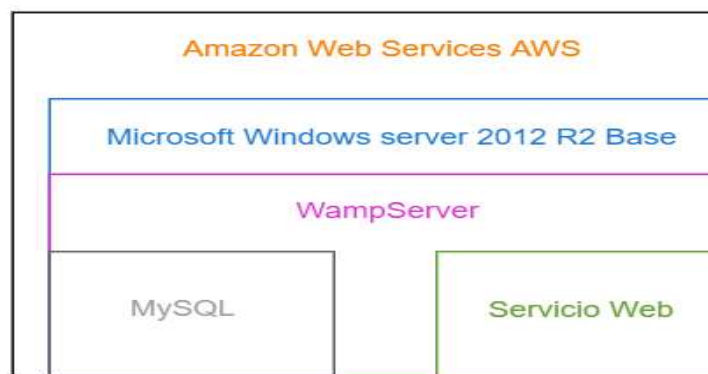 Amazon Web Services AWS
Microsoft Windows server 2012 R2 Base
WampServer
MySQL
Servicio Web